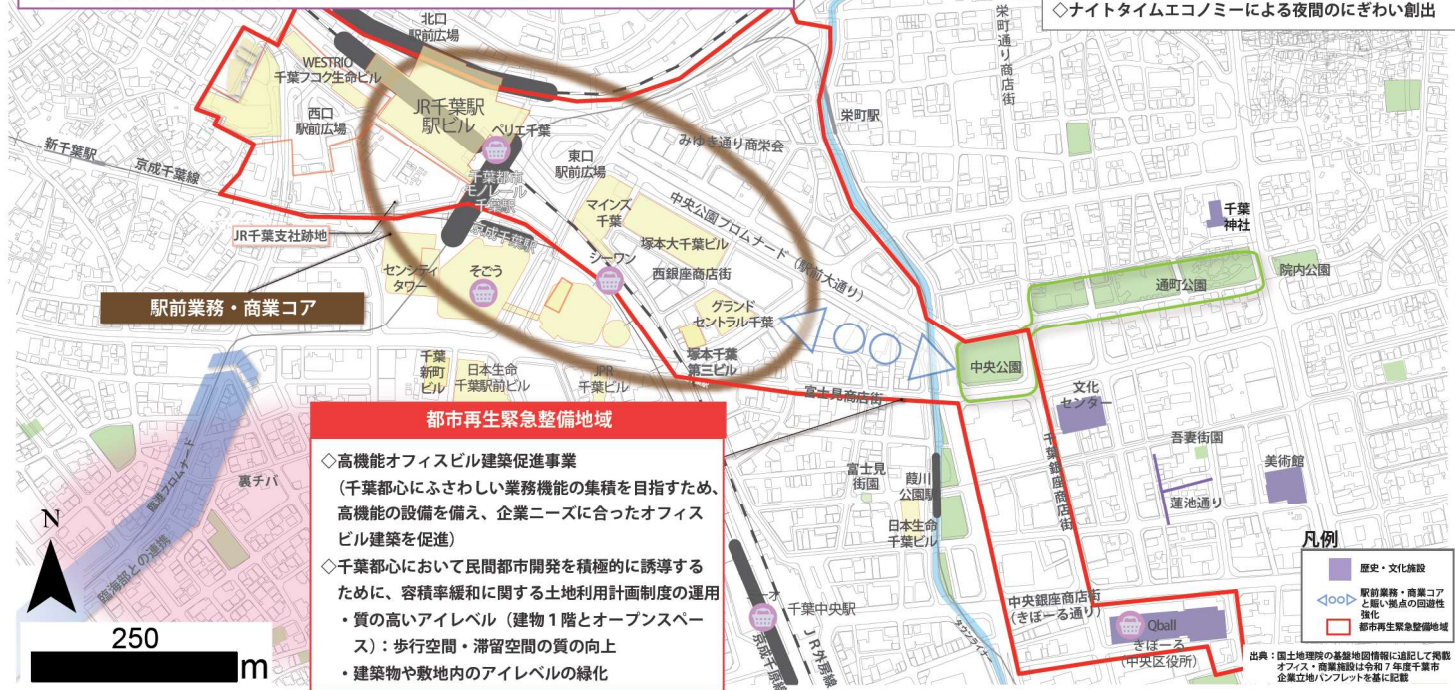 ◇ナイトタイムエコノミーによる夜間のにぎわい創出
北口
駅前広場
WESTRIO
千葉フコク生命ビル
西口
駅前広場
JR千葉駅
駅ビル
ペリエ千葉
千葉都市
モノレール
千葉駅
東口
駅前広場
みゆき通り商栄会
栄町駅
栄町通り商店街
新千葉駅
京成千葉線
JR千葉支社跡地
京成千葉駅
マインズ
千葉
塚本大千葉ビル
中央公園プロムナード（駅前大通り）
西銀座商店街
シーワン
センシティ
タワー
そごう
グランド
セントラル千葉
塚本千葉
第三ビル
千葉
神社
院内公園
通町公園
中央公園
駅前業務・商業コア
千葉
新町
ビル
日本生命
千葉駅前ビル
JPR
千葉ビル
富士見商店街
文化
センター
都市再生緊急整備地域
◇高機能オフィスビル建築促進事業
（千葉都心にふさわしい業務機能の集積を目指すため、
高機能の設備を備え、企業ニーズに合ったオフィス
ビル建築を促進）
◇千葉都心において民間都市開発を積極的に誘導する
ために、容積率緩和に関する土地利用計画制度の運用
・質の高いアイレベル（建物１階とオープンスペー
ス）：歩行空間・滞留空間の質の向上
・建築物や敷地内のアイレベルの緑化
臨港プロムナード
裏チバ
臨海部との連携
N
250
m
富士見
街園
葭川
公園駅
日本生命
千葉ビル
千葉銀座商店街
吾妻街園
蓮池通り
美術館
千葉中央駅
京成千原線
JR外房線
タウンライナー
中央銀座商店街
（きぼーる通り）
Qball
きぼーる
（中央区役所）
凡例
歴史・文化施設
駅前業務・商業コア
と賑い拠点の回遊性
強化
都市再生緊急整備地域
出典：国土地理院の基盤地図情報に追記して掲載
オフィス・商業施設は令和７年度千葉市
企業立地パンフレットを基に記載